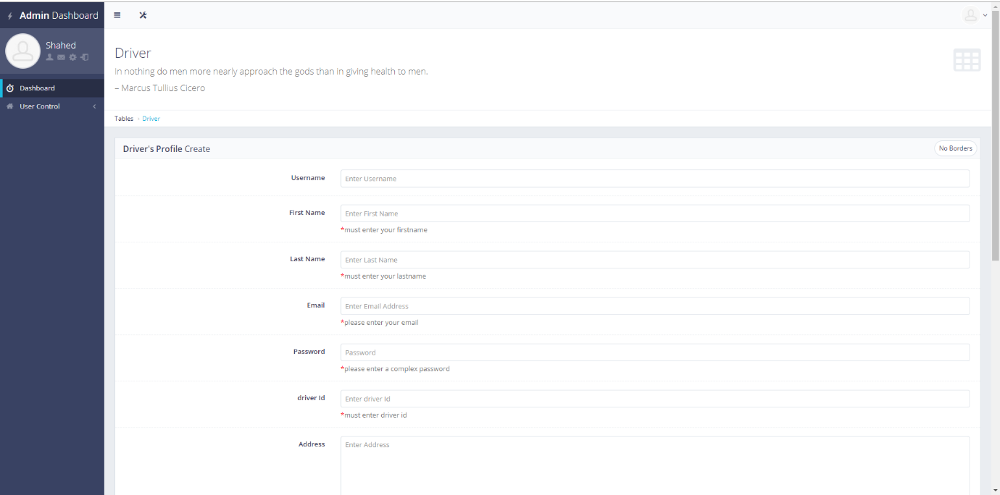 Admin Dashboard
Shahed
Dashboard
User Control
Driver
In nothing do men more nearly approach the gods than in giving health to men.
– Marcus Tullius Cicero
Tables › Driver
Driver's Profile Create
No Borders
Username
Enter Username
First Name
Enter First Name
*must enter your firstname
Last Name
Enter Last Name
*must enter your lastname
Email
Enter Email Address
*please enter your email
Password
Password
*please enter a complex password
driver Id
Enter driver Id
*must enter driver id
Address
Enter Address